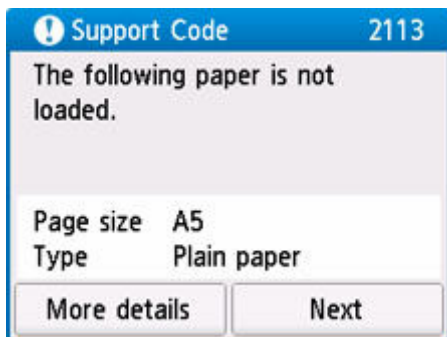 Support Code 2113
The following paper is not
loaded.
Page size A5
Type Plain paper
More details Next